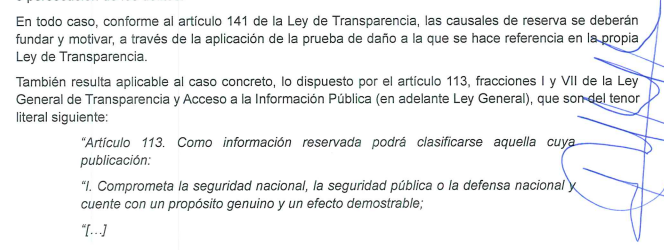 En todo caso, conforme al artículo 141 de la Ley de Transparencia, las causales de reserva se deberán
fundar y motivar, a través de la aplicación de la prueba de daño a la que se hace referencia en la propia
Ley de Transparencia.
También resulta aplicable al caso concreto, lo dispuesto por el artículo 113, fracciones I y VII de la Ley
General de Transparencia y Acceso a la Información Pública (en adelante Ley General), que son del tenor
literal siguiente:
“Artículo 113. Como información reservada podrá clasificarse aquella cuya
publicación:
“I. Comprometa la seguridad nacional, la seguridad pública o la defensa nacional y
cuente con un propósito genuino y un efecto demostrable;
“[…]